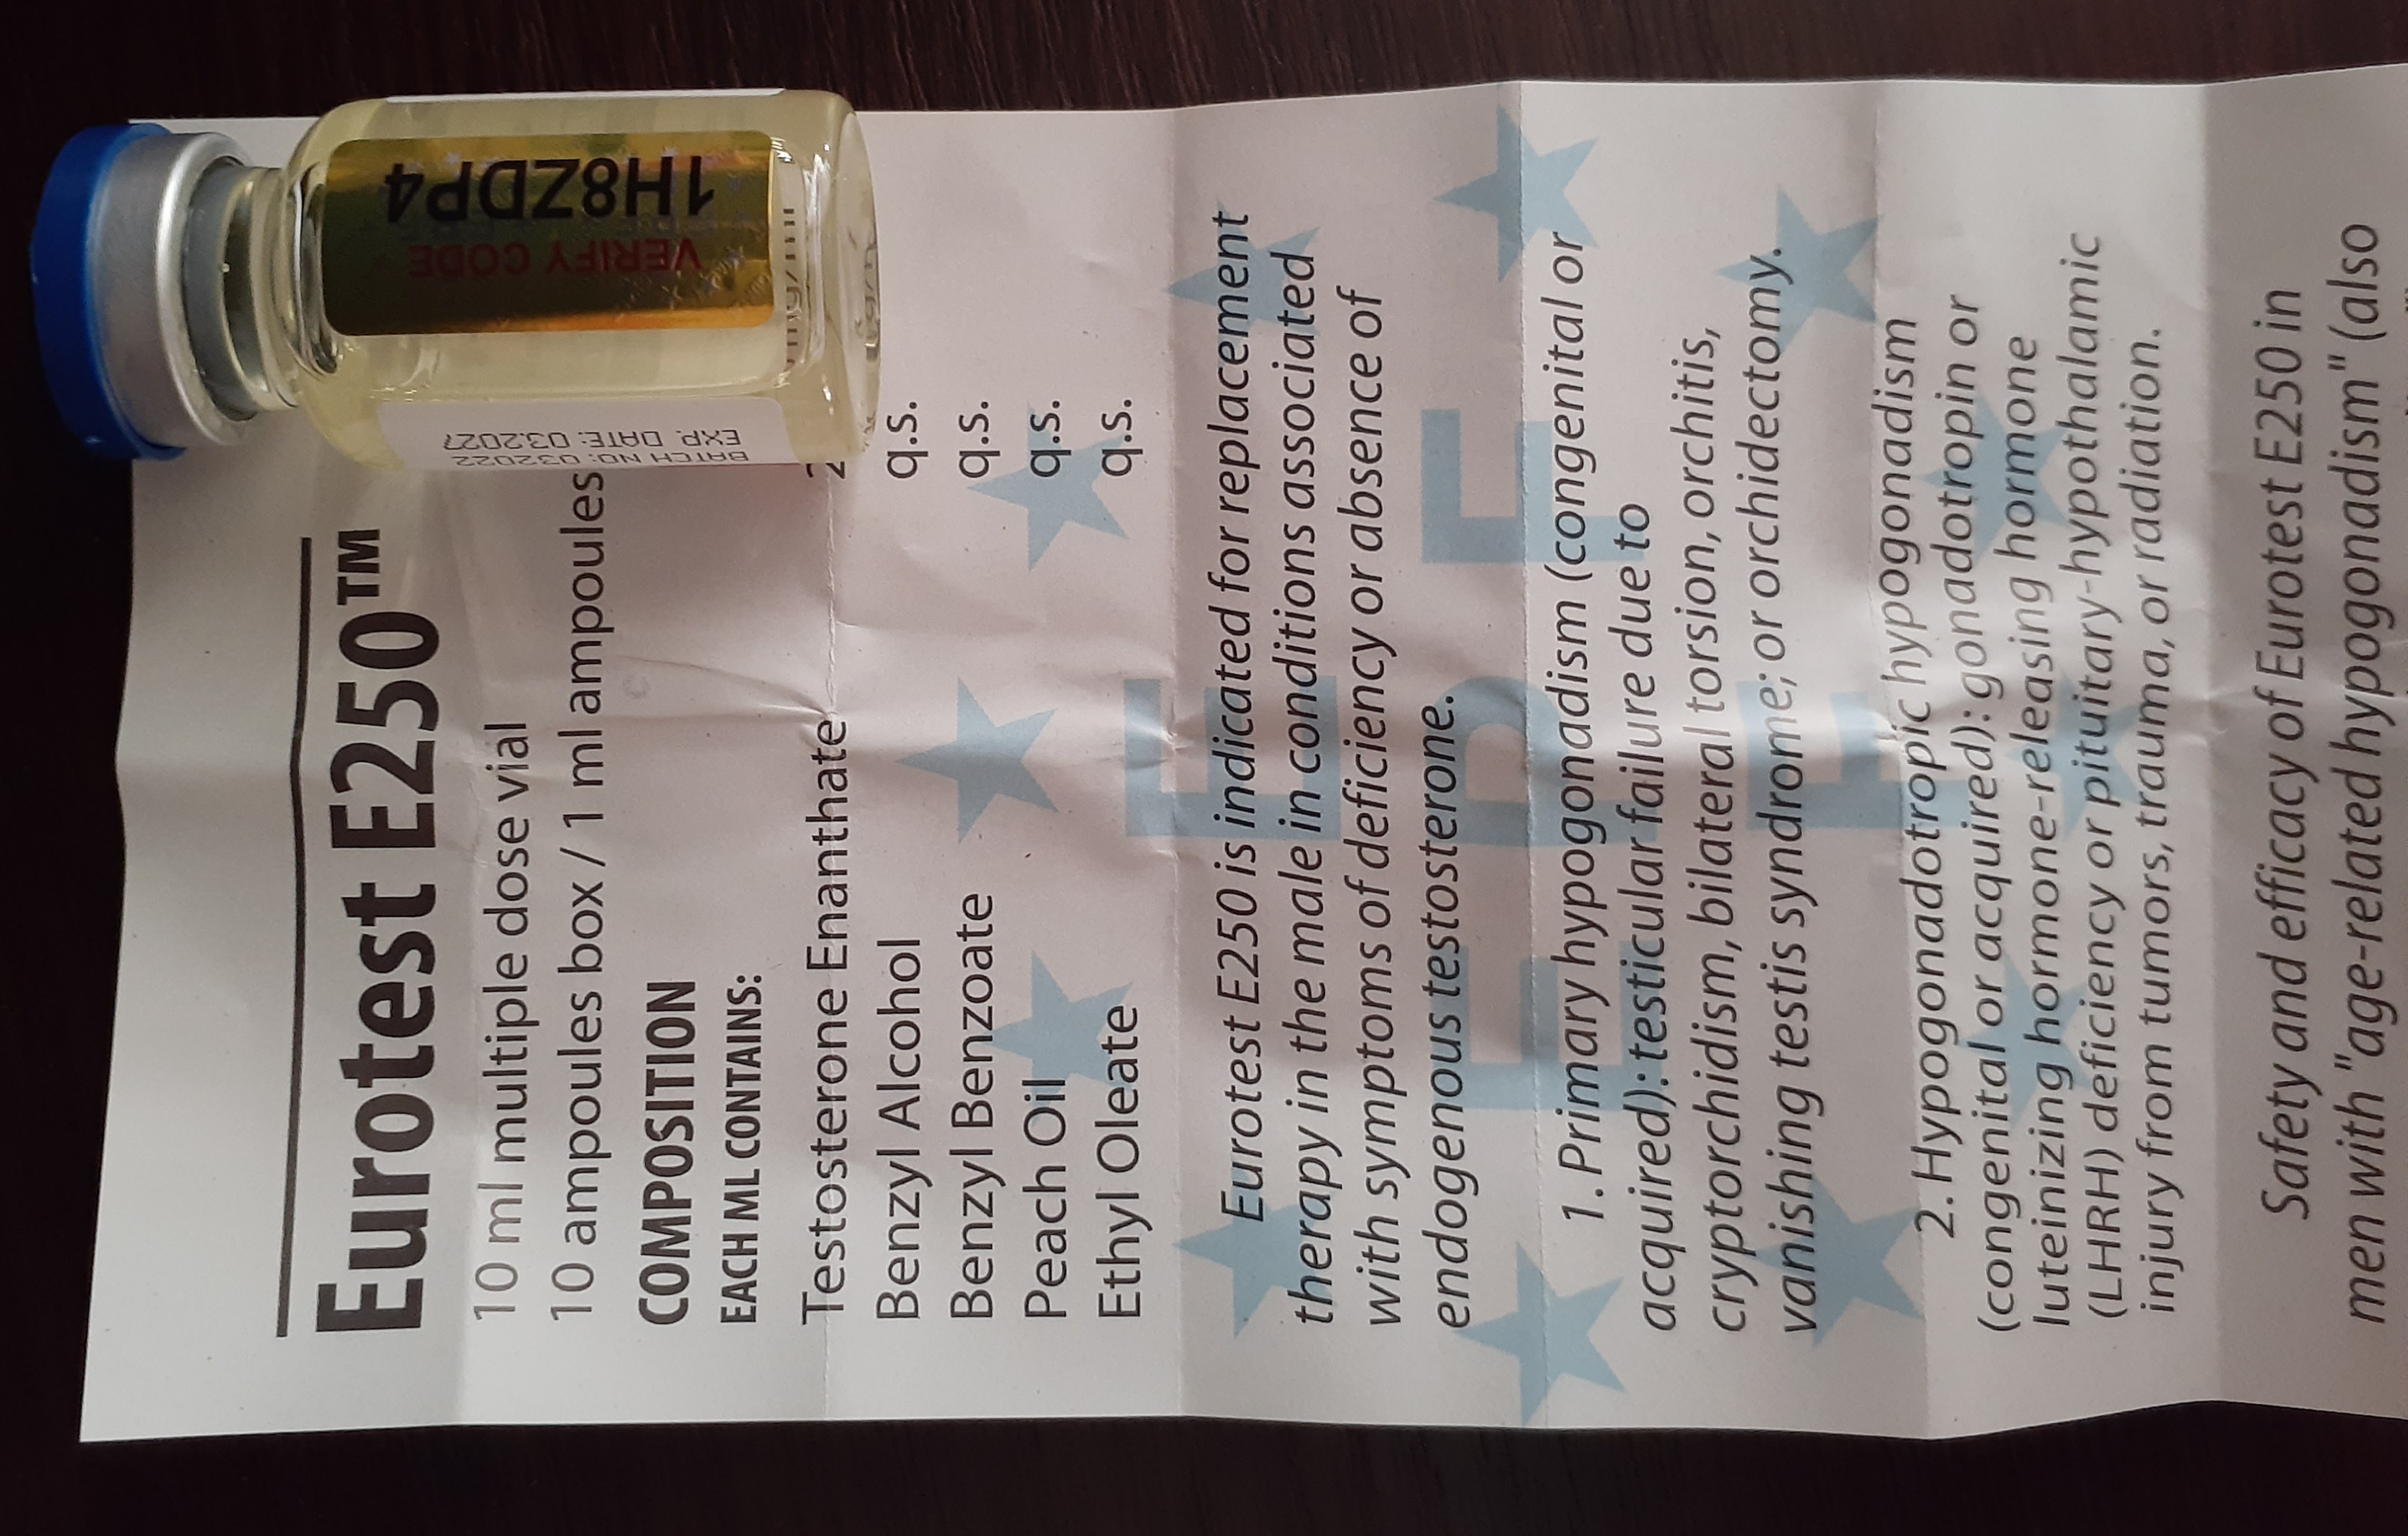 Eurotest E250™
10 ml multiple dose vial
10 ampoules box / 1 ml ampoules
COMPOSITION
EACH ML CONTAINS:
Testosterone Enanthate 2
mg/ml
Benzyl Alcohol q.s.
Benzyl Benzoate q.s.
Peach Oil q.s.
Ethyl Oleate q.s.
Eurotest E250 is indicated for replacement
therapy in the male in conditions associated
with symptoms of deficiency or absence of
endogenous testosterone.
1. Primary hypogonadism (congenital or
acquired): testicular failure due to
cryptorchidism, bilateral torsion, orchitis,
vanishing testis syndrome; or orchidectomy.
2. Hypogonadotropic hypogonadism
(congenital or acquired): gonadotropin or
luteinizing hormone-releasing hormone
(LHRH) deficiency or pituitary-hypothalamic
injury from tumors, trauma, or radiation.
Safety and efficacy of Eurotest E250 in
men with "age-related hypogonadism" (also
VERIFY CODE
1H8ZDP4
BATCH NO: 032022
EXP. DATE: 03.2027